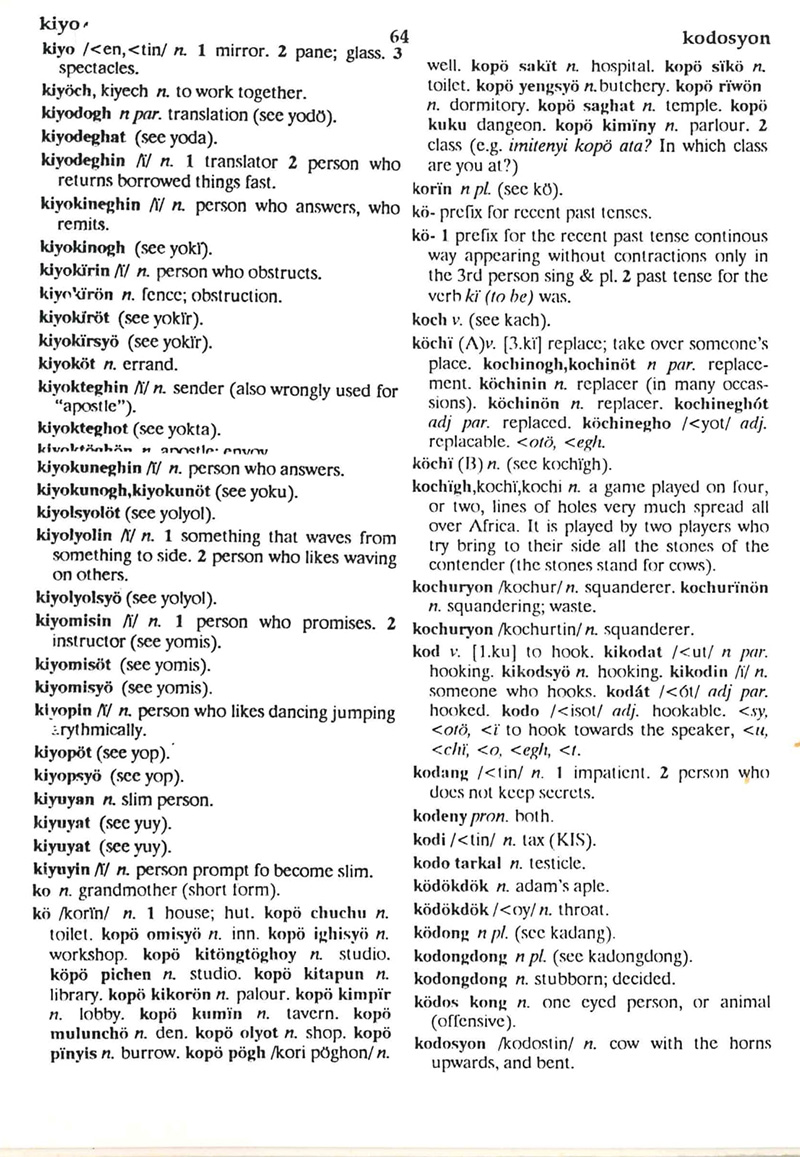 kiyo
64
kodosyon
kiyo /<en,<tin/ n. 1 mirror. 2 pane; glass. 3
spectacles.
kiyöch, kiyech n. to work together.
kiyodogh n par. translation (see yodö).
kiyodeghat (see yoda).
kiyodeghin /ï/ n. 1 translator 2 person who
returns borrowed things fast.
kiyokineghin /ï/ n. person who answers, who
remits.
kiyokinogh (see yokï).
kiyokïrin /ï/ n. person who obstructs.
kiyokïrön n. fence; obstruction.
kiyokïröt (see yokïr).
kiyokïrsyö (see yokïr).
kiyoköt n. errand.
kiyokteghin /ï/ n. sender (also wrongly used for
"apostle").
kiyokteghot (see yokta).
n. apostle; envoy
kiyokuneghin /ï/ n. person who answers.
kiyokunogh,kiyokunöt (see yoku).
kiyolsyolöt (see yolyol).
kiyolyolin /ï/ n. 1 something that waves from
something to side. 2 person who likes waving
on others.
kiyolyolsyö (see yolyol).
kiyomisin /ï/ n. 1 person who promises. 2
instructor (see yomis).
kiyomisöt (see yomis).
kiyomisyö (see yomis).
kiyopin /ï/ n. person who likes dancing jumping
arythmically.
kiyopöt (see yop).
kiyopsyö (see yop).
kiyuyan n. slim person.
kiyuyat (see yuy).
kiyuyat (see yuy).
kiyuyin /ï/ n. person prompt fo become slim.
ko n. grandmother (short form).
kö /korïn/ n. 1 house; hut. kopö chuchu n.
toilet. kopö omisyö n. inn. kopö ighisyö n.
workshop. kopö kitöngtöghoy n. studio.
köpö pichen n. studio. kopö kitapun n.
library. kopö kikorön n. palour. kopö kimpïr
n. lobby. kopö kumïn n. tavern. kopö
mulunchö n. den. kopö olyot n. shop. kopö
pïnyis n. burrow. kopö pögh /kori pöghon/ n.
well. kopö sakït n. hospital. kopö sïkö n.
toilet. kopö yengsyö n.butchery. kopö rïwön
n. dormitory. kopö saghat n. temple. kopö
kuku dangeon. kopö kimïny n. parlour. 2
class (e.g. imitenyi kopö ata? In which class
are you at?)
korïn n pl. (see kö).
kö- prefix for recent past tenses.
kö- 1 prefix for the recent past tense continous
way appearing without contractions only in
the 3rd person sing & pl. 2 past tense for the
verb kï (to be) was.
koch v. (see kach).
köchï (A)v. [3.kï] replace; take over someone's
place. kochinogh,kochinöt n par. replace-
ment. köchinin n. replacer (in many occas-
sions). köchinön n. replacer. kochineghót
adj par. replaced. köchinegho /<yot/ adj.
replacable. <otö, <egh.
köchï (B) n. (see kochïgh).
kochïgh,kochï,kochi n. a game played on four,
or two, lines of holes very much spread all
over Africa. It is played by two players who
try bring to their side all the stones of the
contender (the stones stand for cows).
kochuryon /kochur/ n. squanderer. kochurïnön
n. squandering; waste.
kochuryon /kochurtin/ n. squanderer.
kod v. [1.ku] to hook. kikodat /<ut/ n par.
hooking. kikodsyö n. hooking. kikodin /ï/ n.
someone who hooks. kodát /<öt/ adj par.
hooked. kodo /<isot/ adj. hookable. <sy,
<otö, <ï to hook towards the speaker, <u,
<chï, <o, <egh, <t.
kodang /<tin/ n. 1 impatient. 2 person who
does not keep secrets.
kodeny pron. both.
kodi /<tin/ n. tax (KIS).
kodo tarkal n. testicle.
ködökdök n. adam's aple.
ködökdök /<oy/ n. throat.
ködong n pl. (see kadang).
kodongdong n pl. (see kadongdong).
kodongdong n. stubborn; decided.
ködos kong n. one eyed person, or animal
(offensive).
kodosyon /kodostin/ n. cow with the horns
upwards, and bent.